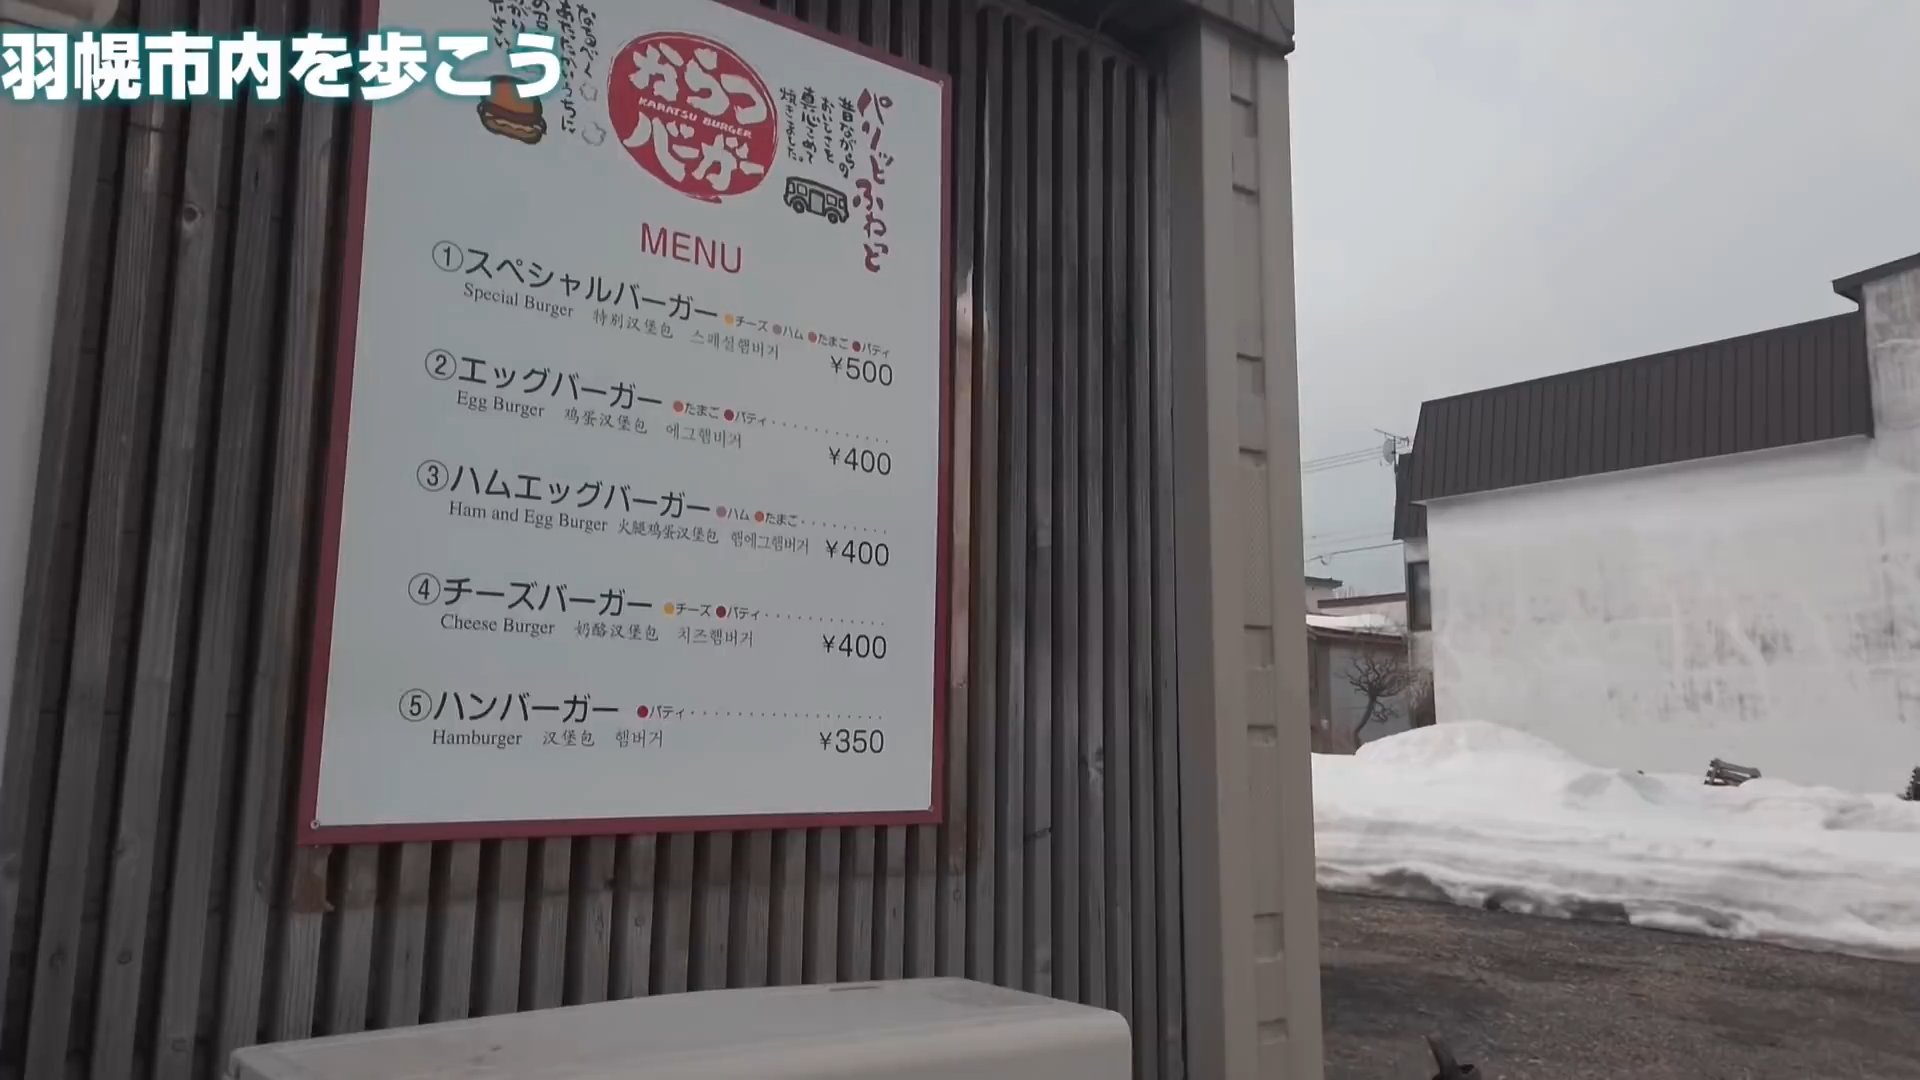 羽幌市内を歩こう
からつ
KARATSU BURGER
バーガー
パリッとふわっと
昔ながらの
おいしさを
真心こめて
焼きました。
MENU
①スペシャルバーガー ●チーズ ●ハム ●たまご ●パティ
Special Burger 特别汉堡包 스페셜햄버거 ¥500
②エッグバーガー ●たまご ●パティ
Egg Burger 鸡蛋汉堡包 에그햄버거 ¥400
③ハムエッグバーガー ●ハム ●たまご
Ham and Egg Burger 火腿鸡蛋汉堡包 햄에그햄버거 ¥400
④チーズバーガー ●チーズ ●パティ
Cheese Burger 奶酪汉堡包 치즈햄버거 ¥400
⑤ハンバーガー ●パティ
Hamburger 汉堡包 햄버거 ¥350